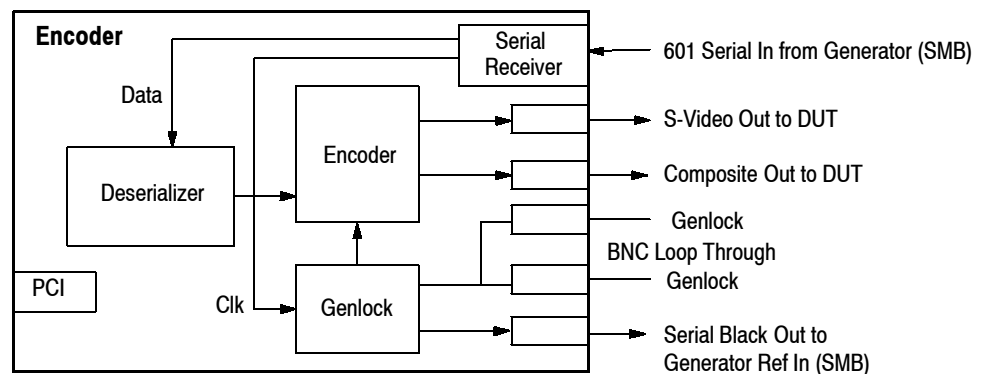 Encoder
Serial
Receiver
601 Serial In from Generator (SMB)
Data
S-Video Out to DUT
Encoder
Deserializer
Composite Out to DUT
Genlock
BNC Loop Through
PCI
Genlock
Clk
Genlock
Serial Black Out to
Generator Ref In (SMB)